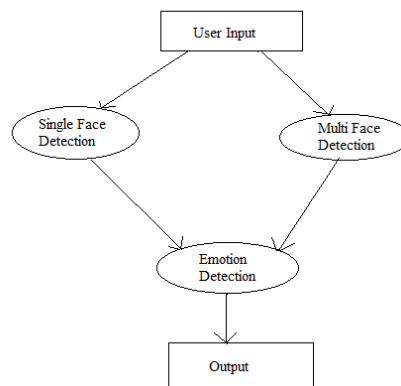 User Input
Single Face
Detection
Multi Face
Detection
Emotion
Detection
Output